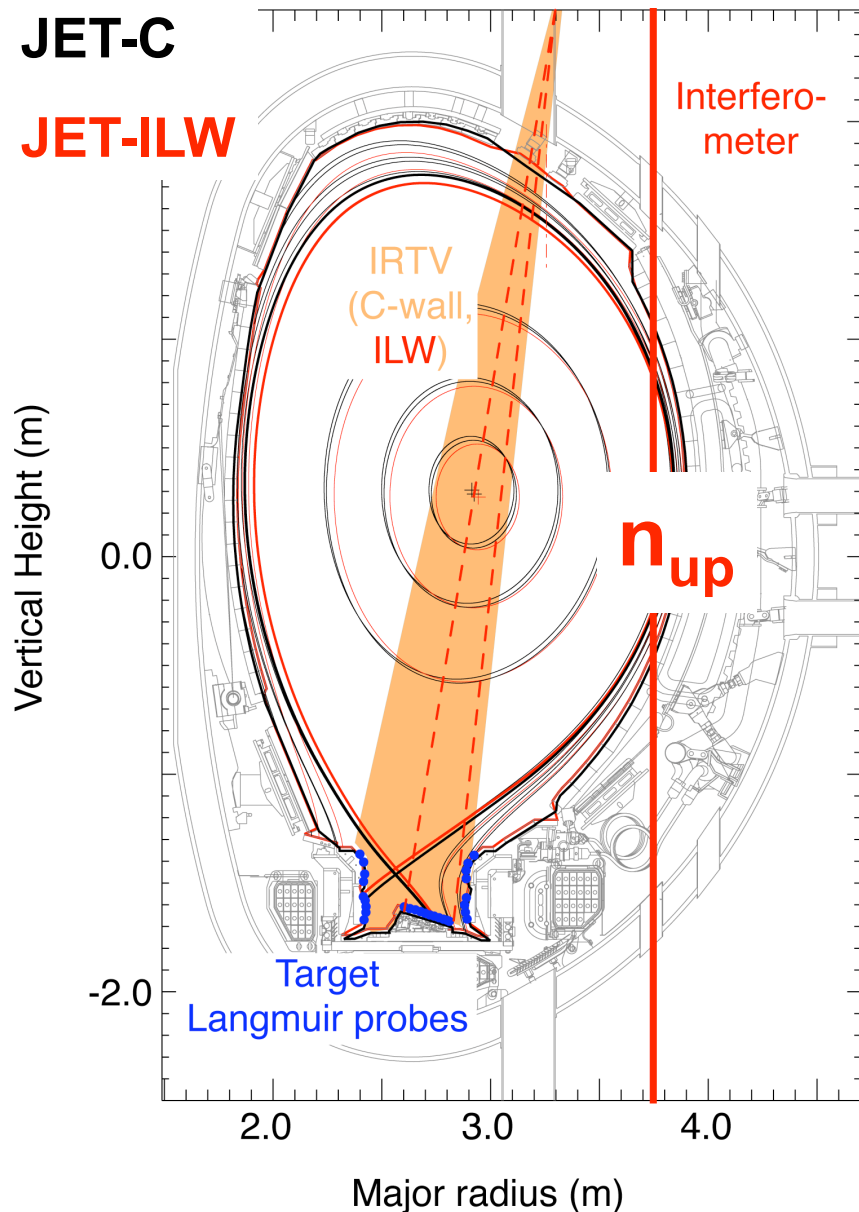 JET-C
JET-ILW
Interfero-
meter
IRTV
(C-wall,
ILW)
n_up
Vertical Height (m)
0.0
-2.0
Target
Langmuir probes
2.0 3.0 4.0
Major radius (m)